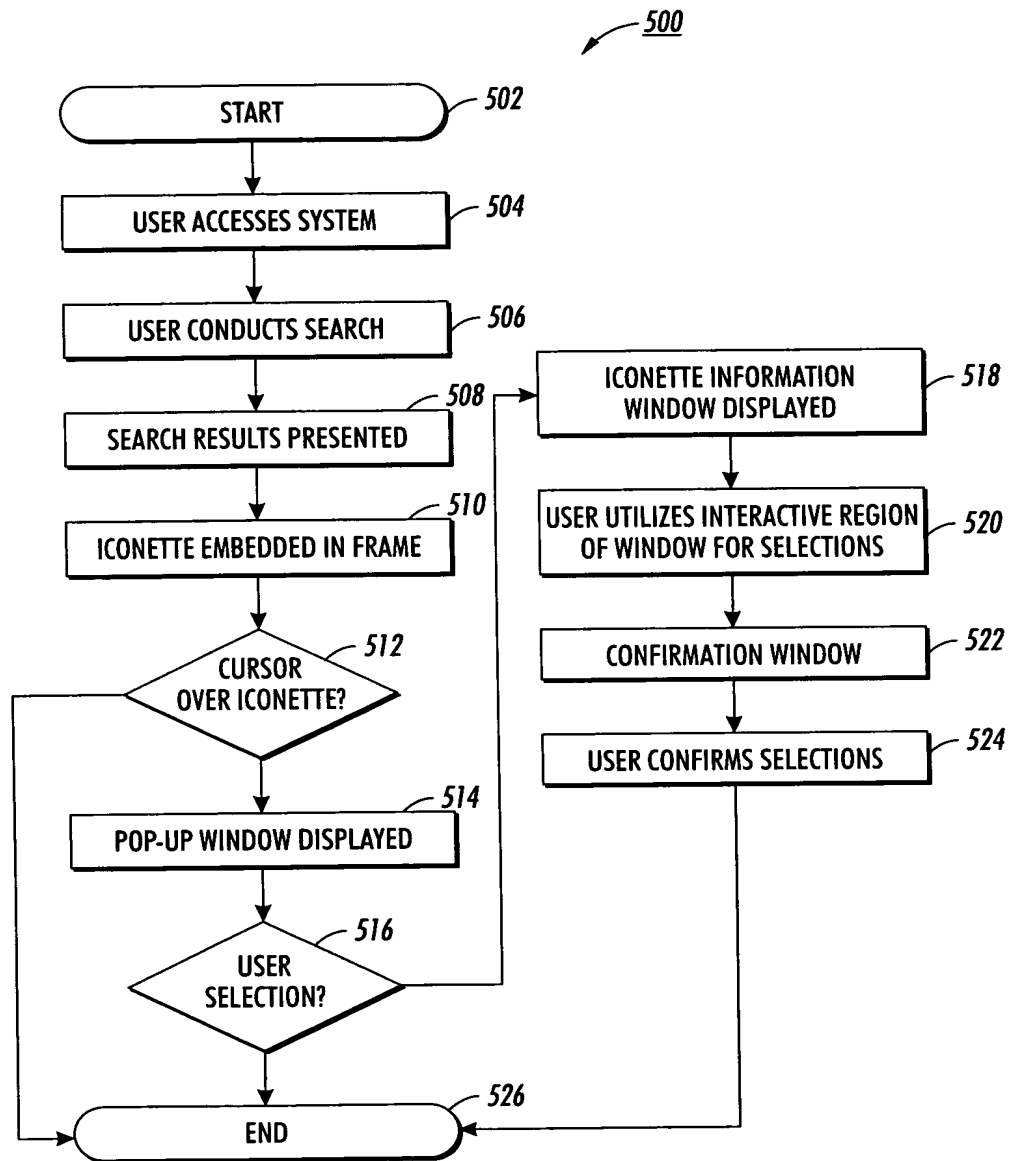 500
START
502
USER ACCESSES SYSTEM
504
USER CONDUCTS SEARCH
506
508
SEARCH RESULTS PRESENTED
510
ICONETTE EMBEDDED IN FRAME
512
CURSOR
OVER ICONETTE?
514
POP-UP WINDOW DISPLAYED
516
USER
SELECTION?
ICONETTE INFORMATION
WINDOW DISPLAYED
518
USER UTILIZES INTERACTIVE REGION
OF WINDOW FOR SELECTIONS
520
CONFIRMATION WINDOW
522
USER CONFIRMS SELECTIONS
524
526
END